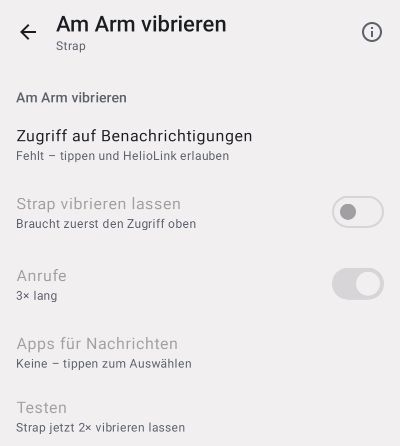 Am Arm vibrieren
Strap
Am Arm vibrieren
Zugriff auf Benachrichtigungen
Fehlt – tippen und HelioLink erlauben
Strap vibrieren lassen
Braucht zuerst den Zugriff oben
Anrufe
3× lang
Apps für Nachrichten
Keine – tippen zum Auswählen
Testen
Strap jetzt 2× vibrieren lassen